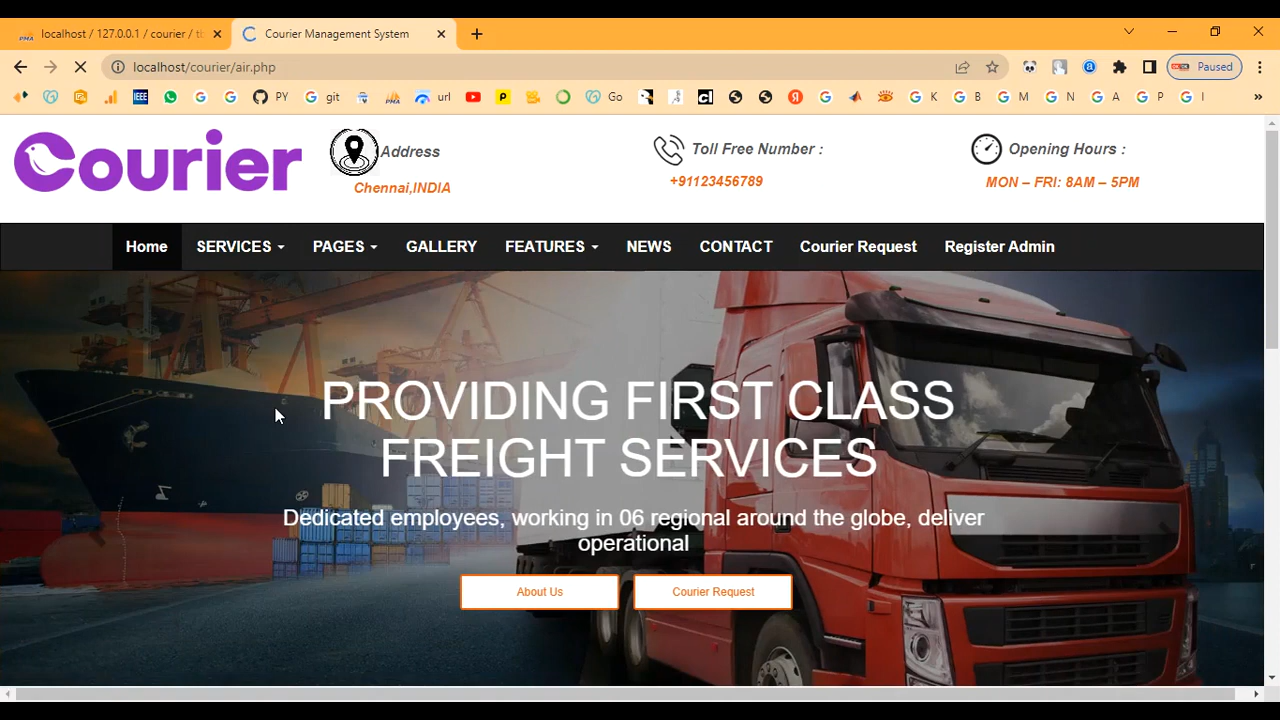 localhost / 127.0.0.1 / courier / tb
Courier Management System
localhost/courier/air.php
Paused
IEEE
PY
git
url
Go
K
B
M
N
A
P
I
»
Courier
Address
Chennai,INDIA
Toll Free Number :
+91123456789
Opening Hours :
MON – FRI: 8AM – 5PM
Home
SERVICES
PAGES
GALLERY
FEATURES
NEWS
CONTACT
Courier Request
Register Admin
PROVIDING FIRST CLASS
FREIGHT SERVICES
Dedicated employees, working in 06 regional around the globe, deliver
operational
About Us
Courier Request